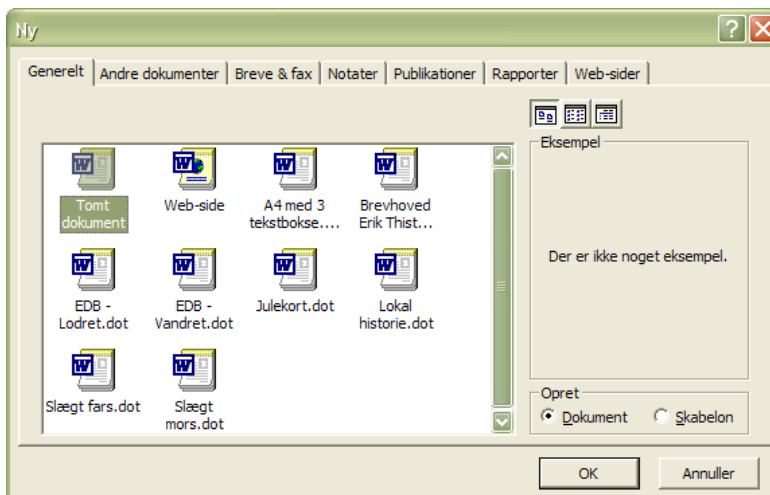 Ny
Generelt
Andre dokumenter
Breve & fax
Notater
Publikationer
Rapporter
Web-sider
Tomt
dokument
Web-side
A4 med 3
tekstbokse....
Brevhoved
Erik Thist...
EDB -
Lodret.dot
EDB -
Vandret.dot
Julekort.dot
Lokal
historie.dot
Slægt fars.dot
Slægt
mors.dot
Eksempel
Der er ikke noget eksempel.
Opret
Dokument
Skabelon
OK
Annuller